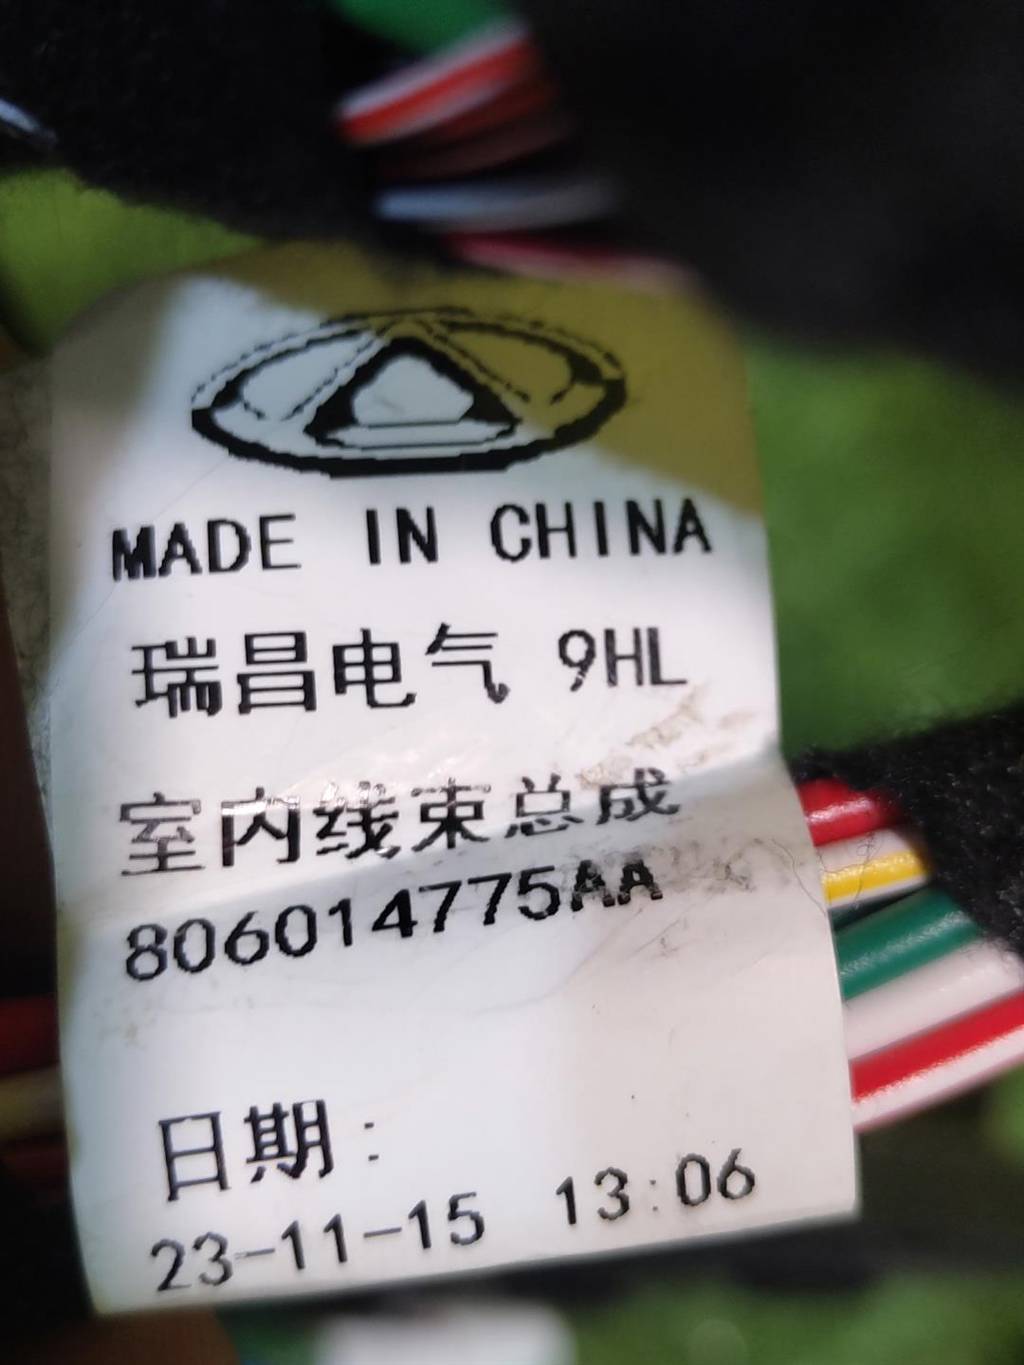 MADE IN CHINA
瑞昌电气 9HL
室内线束总成
806014775AA
日期:
23-11-15 13:06